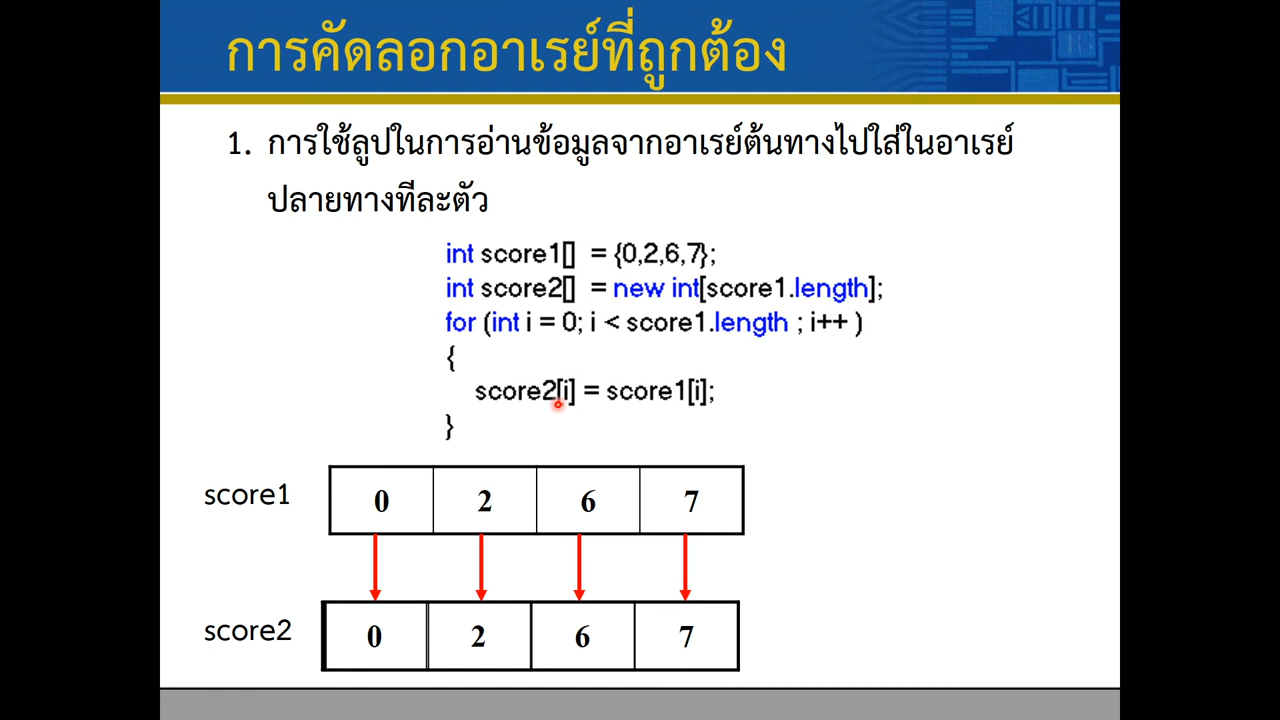 การคัดลอกอาเรย์ที่ถูกต้อง
1. การใช้ลูปในการอ่านข้อมูลจากอาเรย์ต้นทางไปใส่ในอาเรย์
ปลายทางทีละตัว
int score1[] = {0,2,6,7};
int score2[] = new int[score1.length];
for (int i = 0; i < score1.length ; i++ )
{
score2[i] = score1[i];
}
score1 0 2 6 7
score2 0 2 6 7